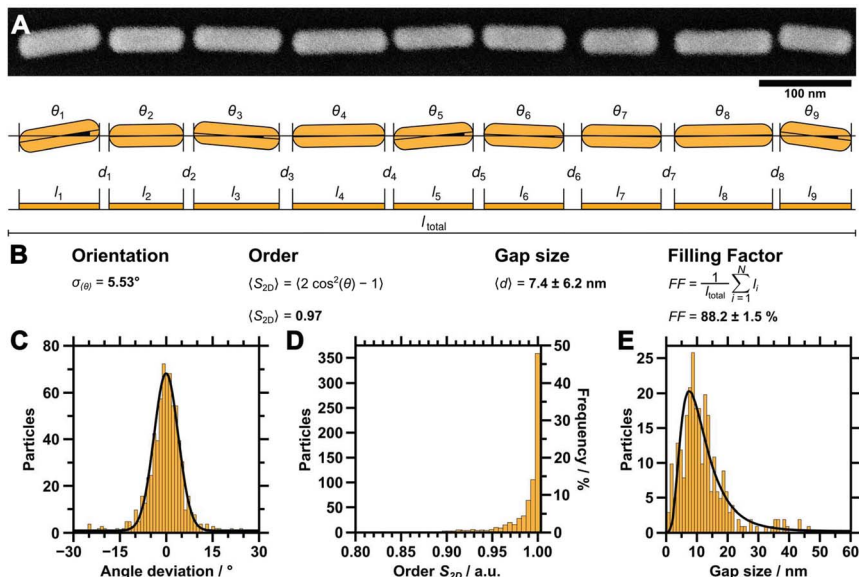 A
100 nm
θ1 θ2 θ3 θ4 θ5 θ6 θ7 θ8 θ9
d1 d2 d3 d4 d5 d6 d7 d8
l1 l2 l3 l4 l5 l6 l7 l8 l9
ltotal
B Orientation Order Gap size Filling Factor
σ(θ) = 5.53° ⟨S2D⟩ = ⟨2 cos²(θ) − 1⟩ ⟨d⟩ = 7.4 ± 6.2 nm FF = 1/ltotal ∑ N i = 1 li
⟨S2D⟩ = 0.97 FF = 88.2 ± 1.5 %
C
80
60
40
20
0
Particles
−30 −15 0 15 30
Angle deviation / °
D
350
300
250
200
150
100
50
0
Particles
50
40
30
20
10
0
Frequency / %
0.80 0.85 0.90 0.95 1.00
Order S2D / a.u.
E
25
20
15
10
5
0
Particles
0 10 20 30 40 50 60
Gap size / nm